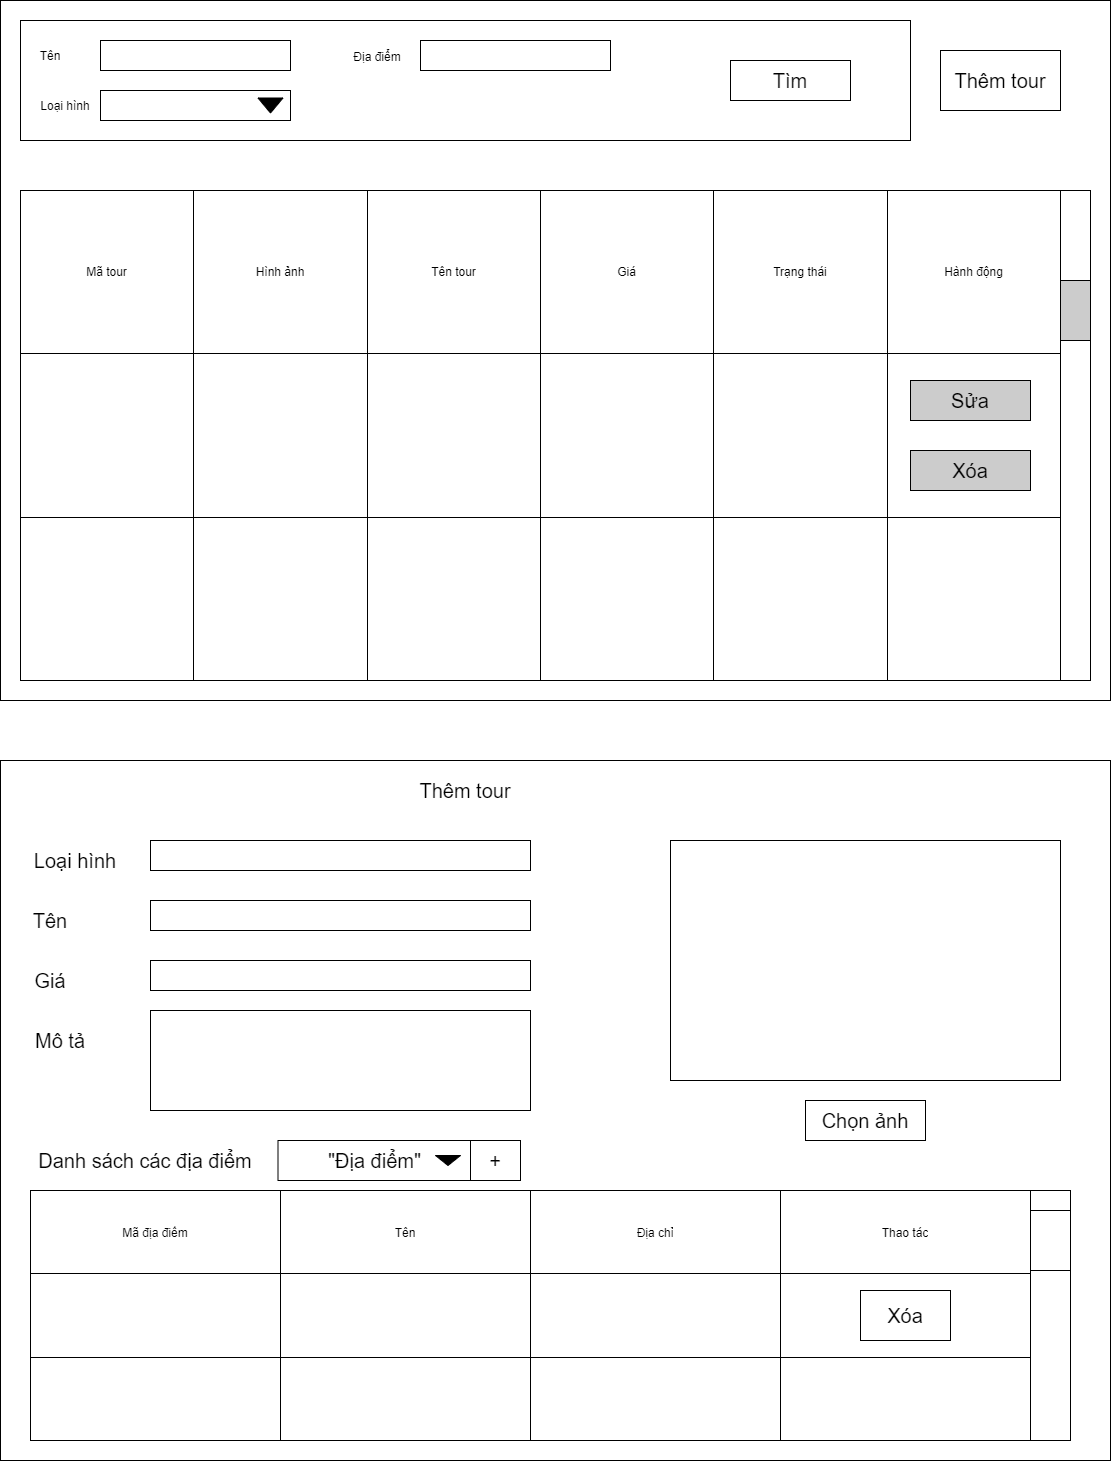 Tên
Địa điểm
Tìm
Thêm tour
Loại hình
Mã tour
Hình ảnh
Tên tour
Giá
Trạng thái
Hành động
Sửa
Xóa
Thêm tour
Loại hình
Tên
Giá
Mô tả
Chọn ảnh
Danh sách các địa điểm
"Địa điểm"
+
Mã địa điêm
Tên
Địa chỉ
Thao tác
Xóa